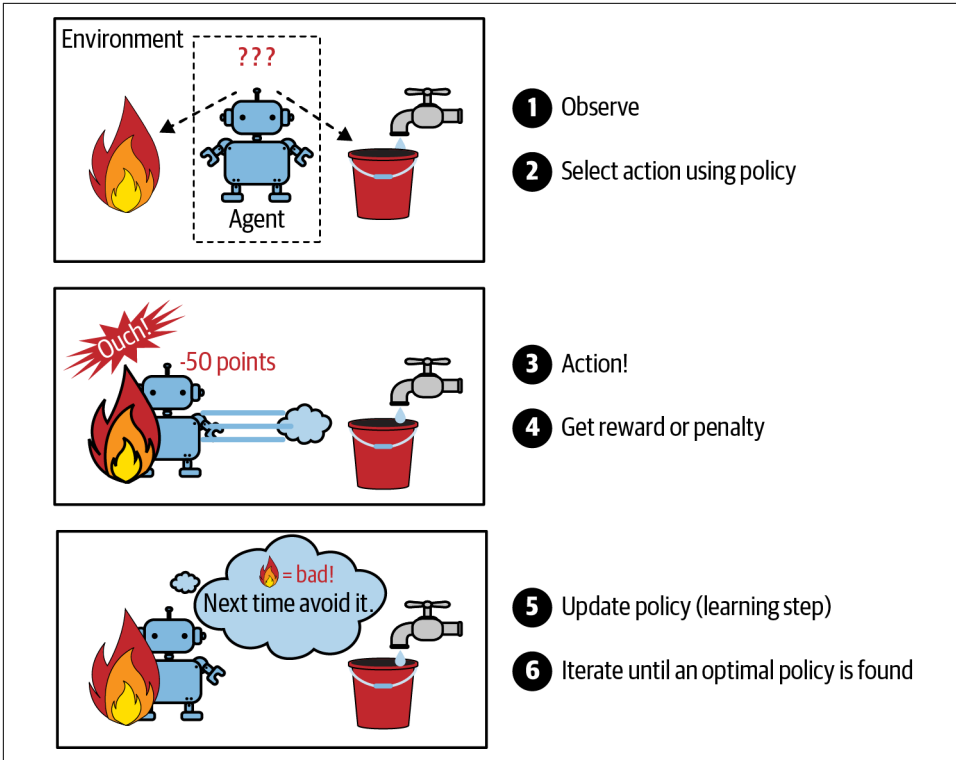 Environment
???
Agent
1 Observe
2 Select action using policy
Ouch!
-50 points
3 Action!
4 Get reward or penalty
= bad!
Next time avoid it.
5 Update policy (learning step)
6 Iterate until an optimal policy is found